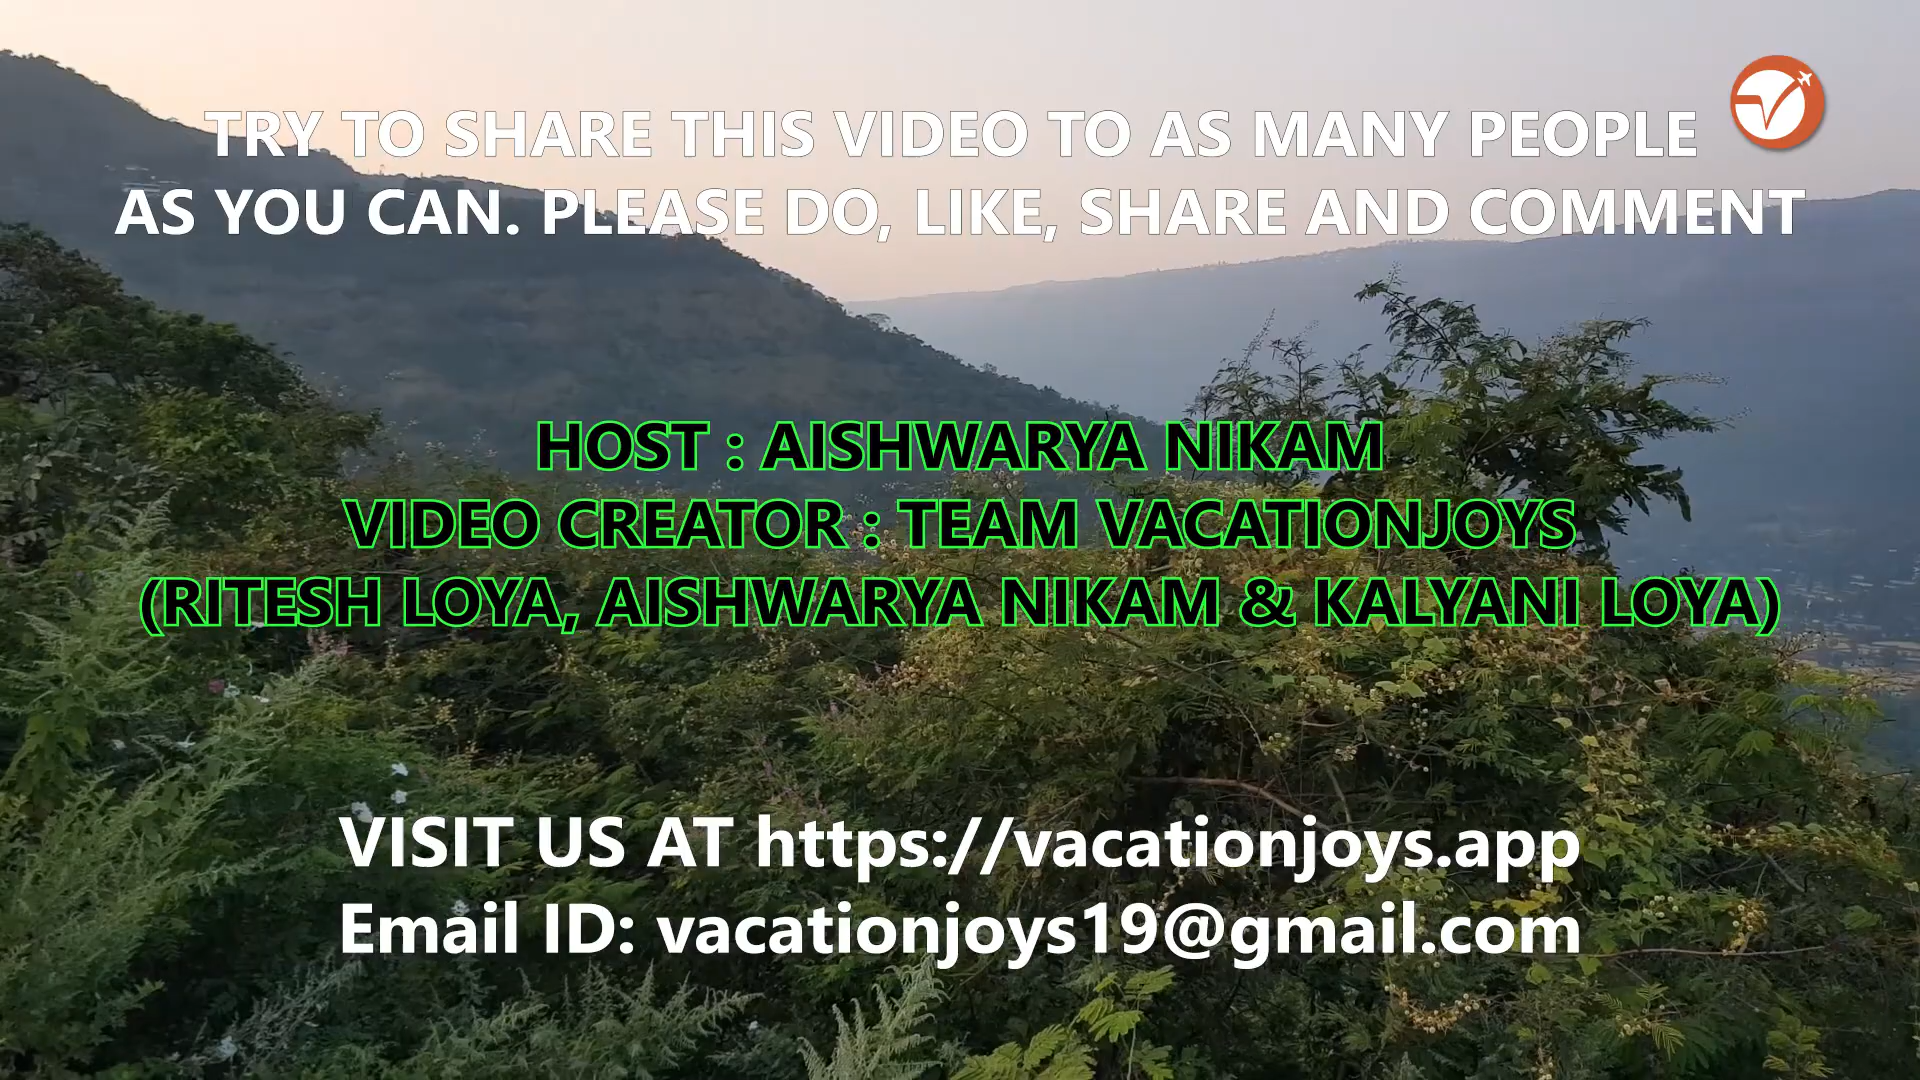 TRY TO SHARE THIS VIDEO TO AS MANY PEOPLE
AS YOU CAN. PLEASE DO, LIKE, SHARE AND COMMENT
HOST : AISHWARYA NIKAM
VIDEO CREATOR : TEAM VACATIONJOYS
(RITESH LOYA, AISHWARYA NIKAM & KALYANI LOYA)
VISIT US AT https://vacationjoys.app
Email ID: vacationjoys19@gmail.com